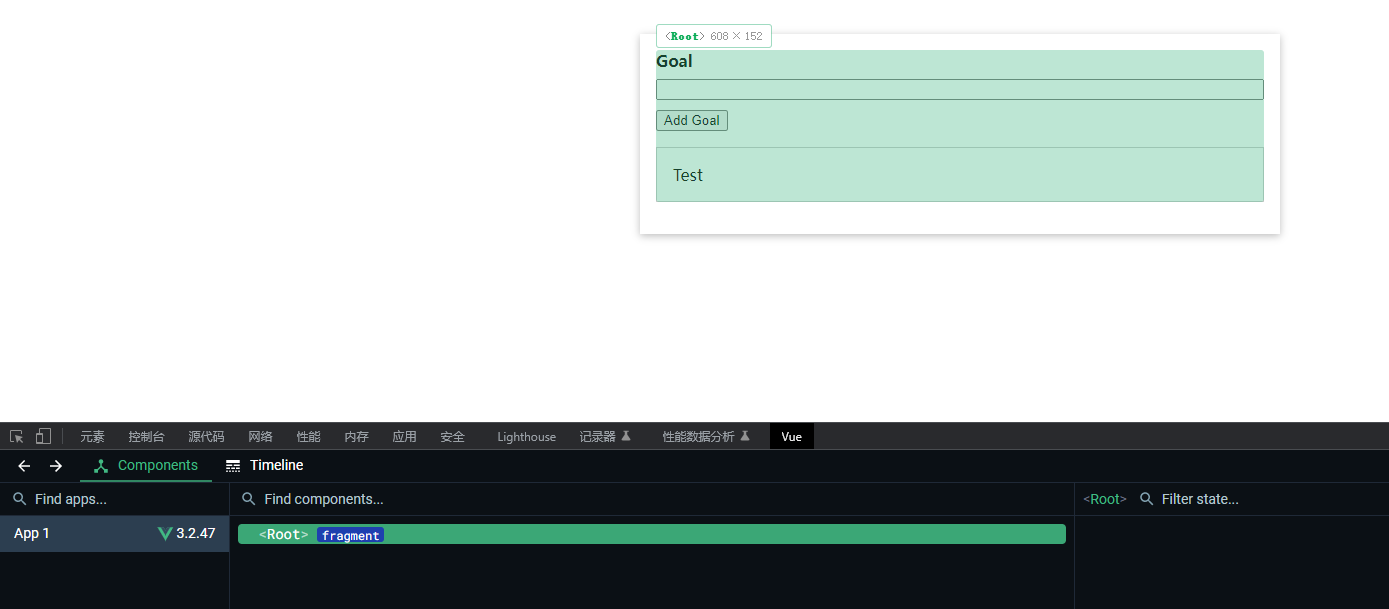 <Root> 608 × 152
Goal
Add Goal
Test
元素 控制台 源代码 网络 性能 内存 应用 安全 Lighthouse 记录器 性能数据分析 Vue
Components Timeline
Find apps... Find components... <Root> Filter state...
App 1 3.2.47 <Root> fragment